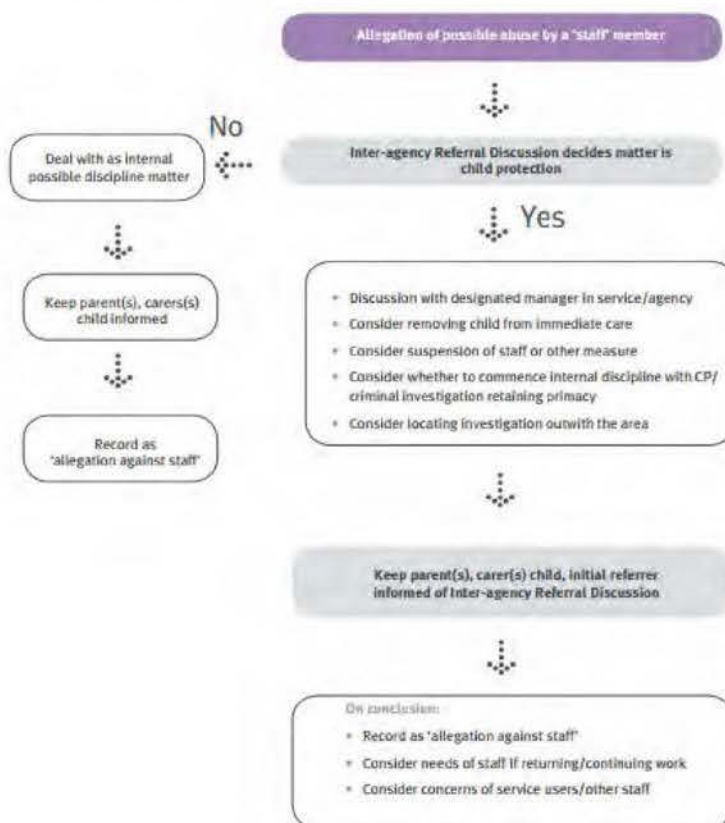 Allegation of possible abuse by a "staff" member
Inter-agency Referral Discussion decides matter is
child protection
No
Deal with as internal
possible discipline matter
Keep parent(s), carers(s)
child informed
Record as
'allegation against staff'
Yes
• Discussion with designated manager in service/agency
• Consider removing child from immediate care
• Consider suspension of staff or other measure
• Consider whether to commence internal discipline with CP/
criminal investigation retaining primacy
• Consider locating investigation outwith the area
Keep parent(s), carer(s) child, initial referrer
informed of Inter-agency Referral Discussion
On conclusion:
• Record as 'allegation against staff'
• Consider needs of staff if returning/continuing work
• Consider concerns of service users/other staff